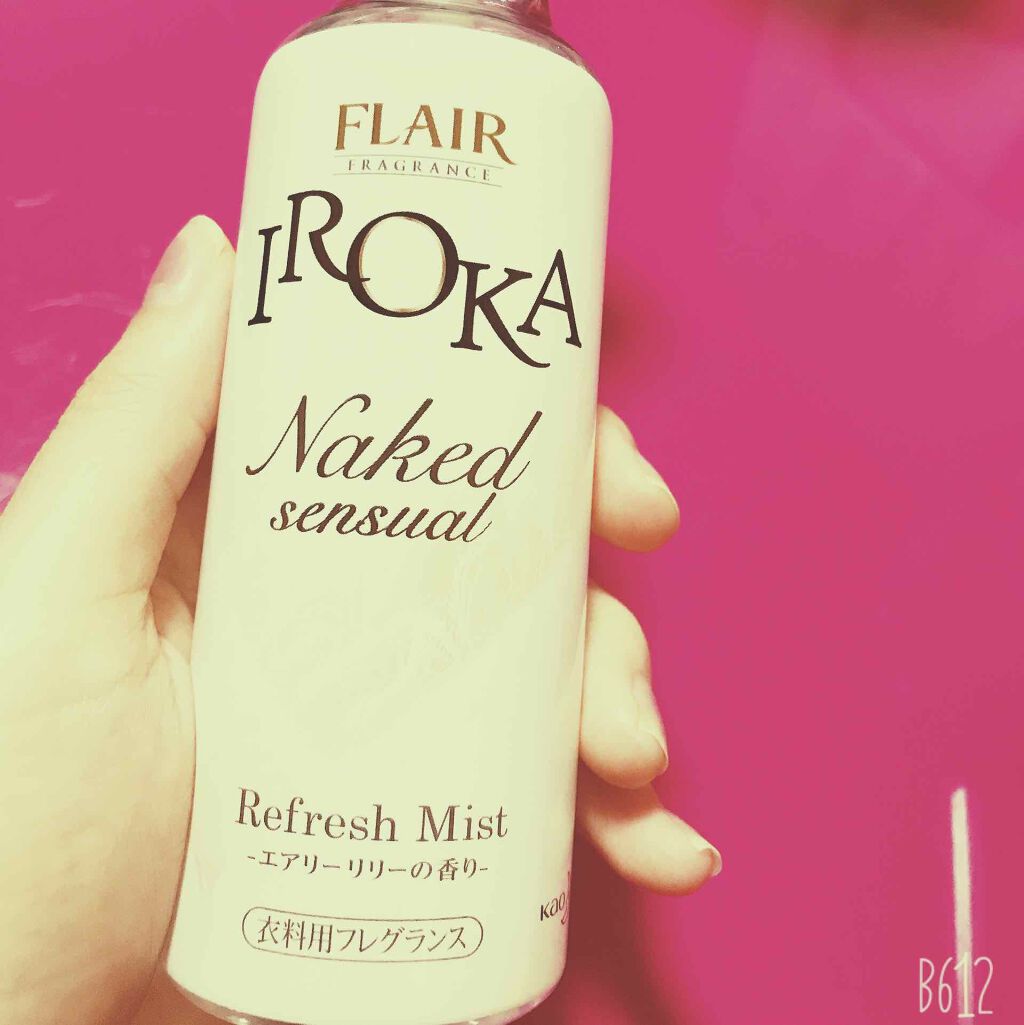 FLAIR
FRAGRANCE
IROKA
Naked
sensual
Refresh Mist
-エアリーリリーの香り-
Kao
衣料用フレグランス
B612